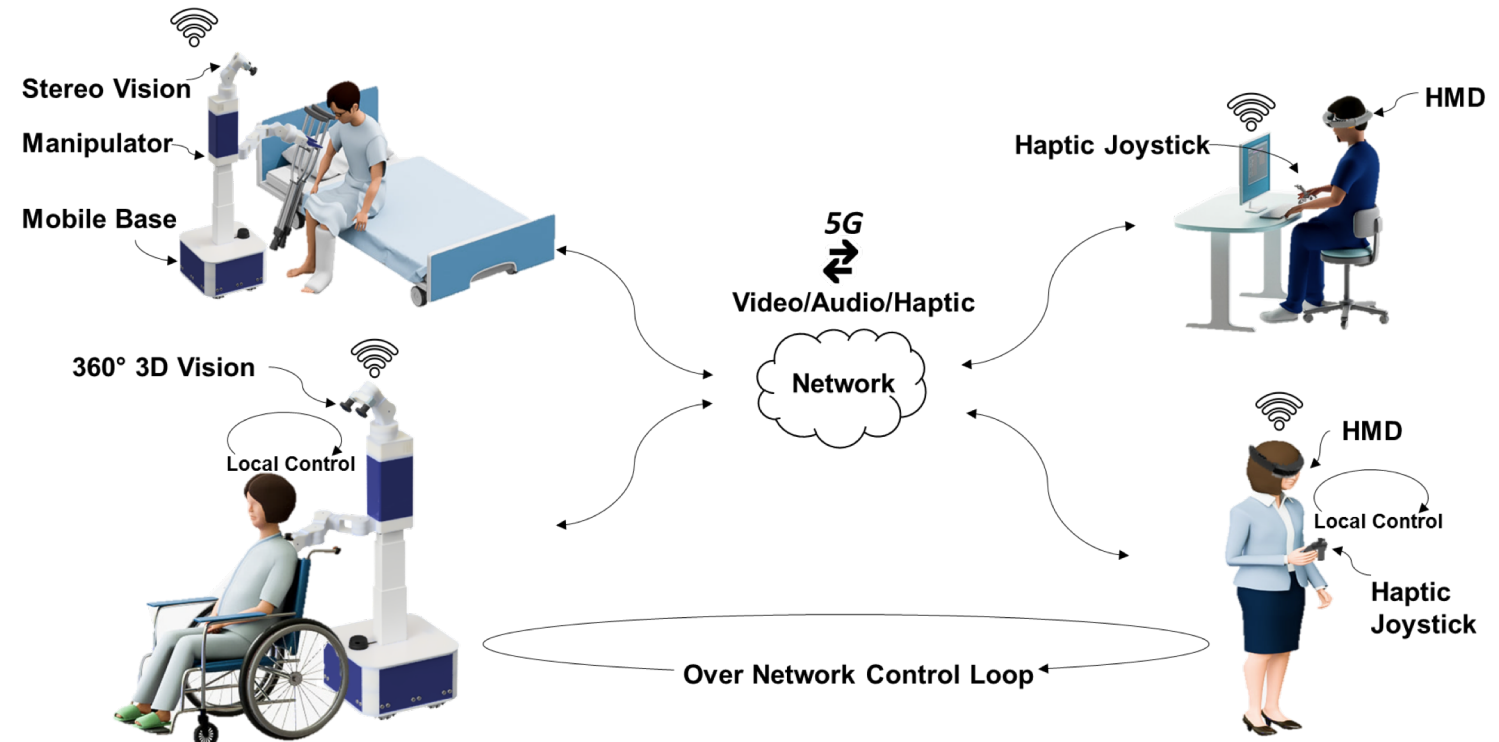 Stereo Vision
Manipulator
Mobile Base
HMD
Haptic Joystick
5G
Video/Audio/Haptic
Network
360° 3D Vision
Local Control
HMD
Local Control
Haptic
Joystick
Over Network Control Loop